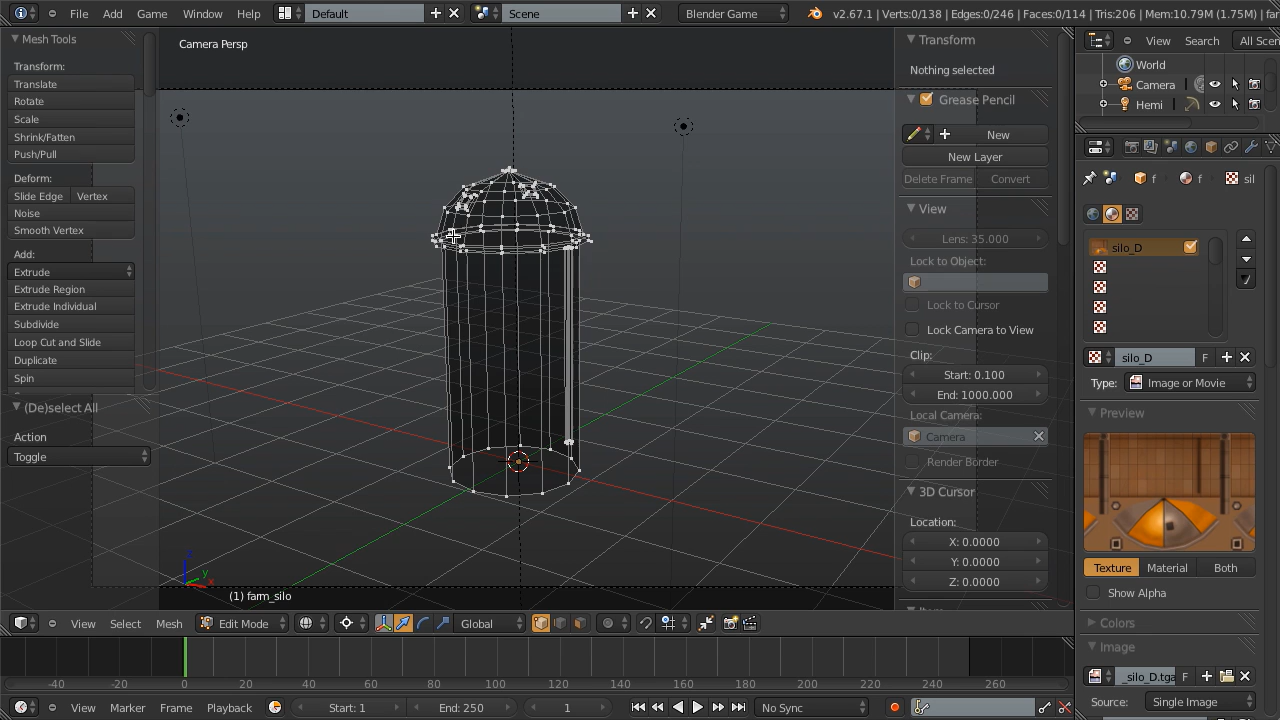 File Add Render Window Help Default Scene Blender Game v2.67.1 | Verts:0/138 | Edges:0/246 | Faces:0/114 | Tris:206 | Mem:10.79M (1.75M) | far
Mesh Tools
Transform:
Translate
Rotate
Scale
Shrink/Fatten
Push/Pull
Deform:
Slide Edge Vertex
Noise
Smooth Vertex
Add:
Extrude
Extrude Region
Extrude Individual
Subdivide
Loop Cut and Slide
Duplicate
Spin
(De)select All
Action
Toggle
Camera Persp
z
y
x
(1) farm_silo
Transform
Nothing selected
Grease Pencil
New
New Layer
Delete Frame Convert
View
Lens: 35.000
Lock to Object:
Lock to Cursor
Lock Camera to View
Clip:
Start: 0.100
End: 1000.000
Local Camera:
Camera
Render Border
3D Cursor
Location:
X: 0.0000
Y: 0.0000
Z: 0.0000
View Search All Scen
World
Camera
Hemi
f f sil
silo_D
silo_D F
Type: Image or Movie
Preview
Texture Material Both
Show Alpha
Colors
Image
_silo_D.tga F
Source: Single Image
View Select Mesh Edit Mode Global
-40 -20 0 20 40 60 80 100 120 140 160 180 200 220 240 260
View Marker Frame Playback Start: 1 End: 250 1 No Sync